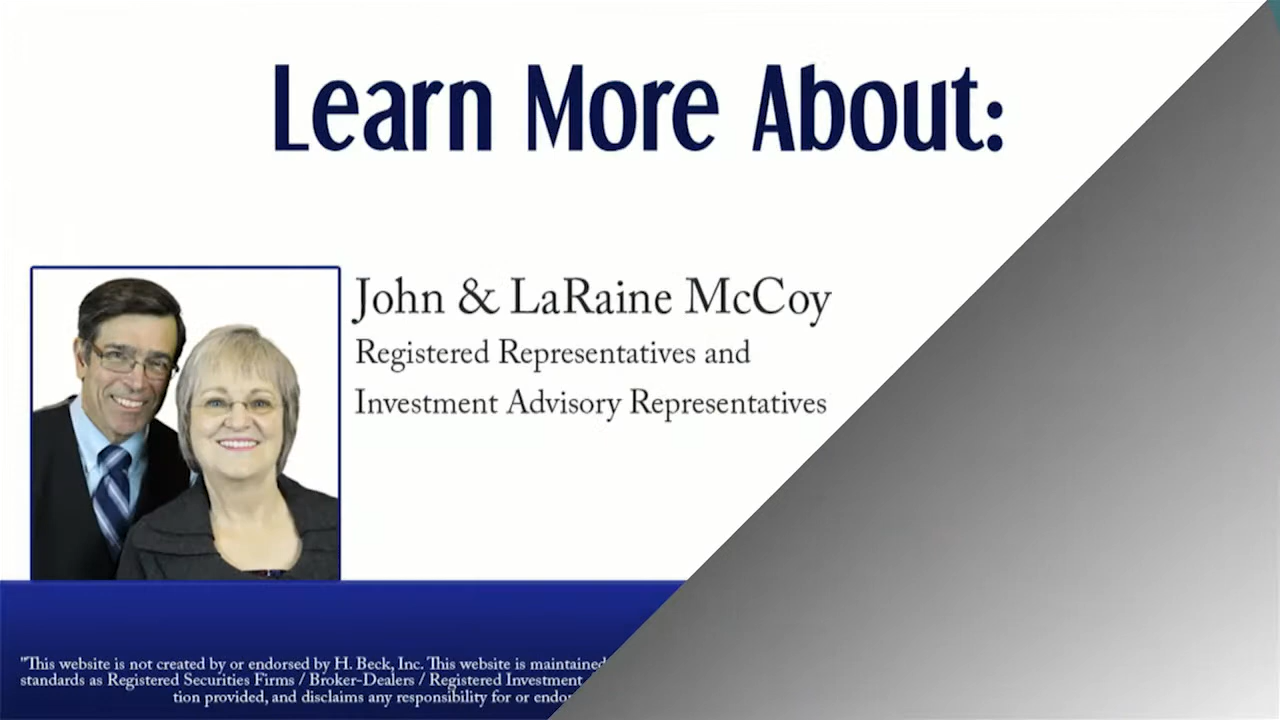 Learn More About:
John & LaRaine McCoy
Registered Representatives and
Investment Advisory Representatives
"This website is not created by or endorsed by H. Beck, Inc. This website is maintained
standards as Registered Securities Firms / Broker-Dealers / Registered Investment
tion provided, and disclaims any responsibility for or